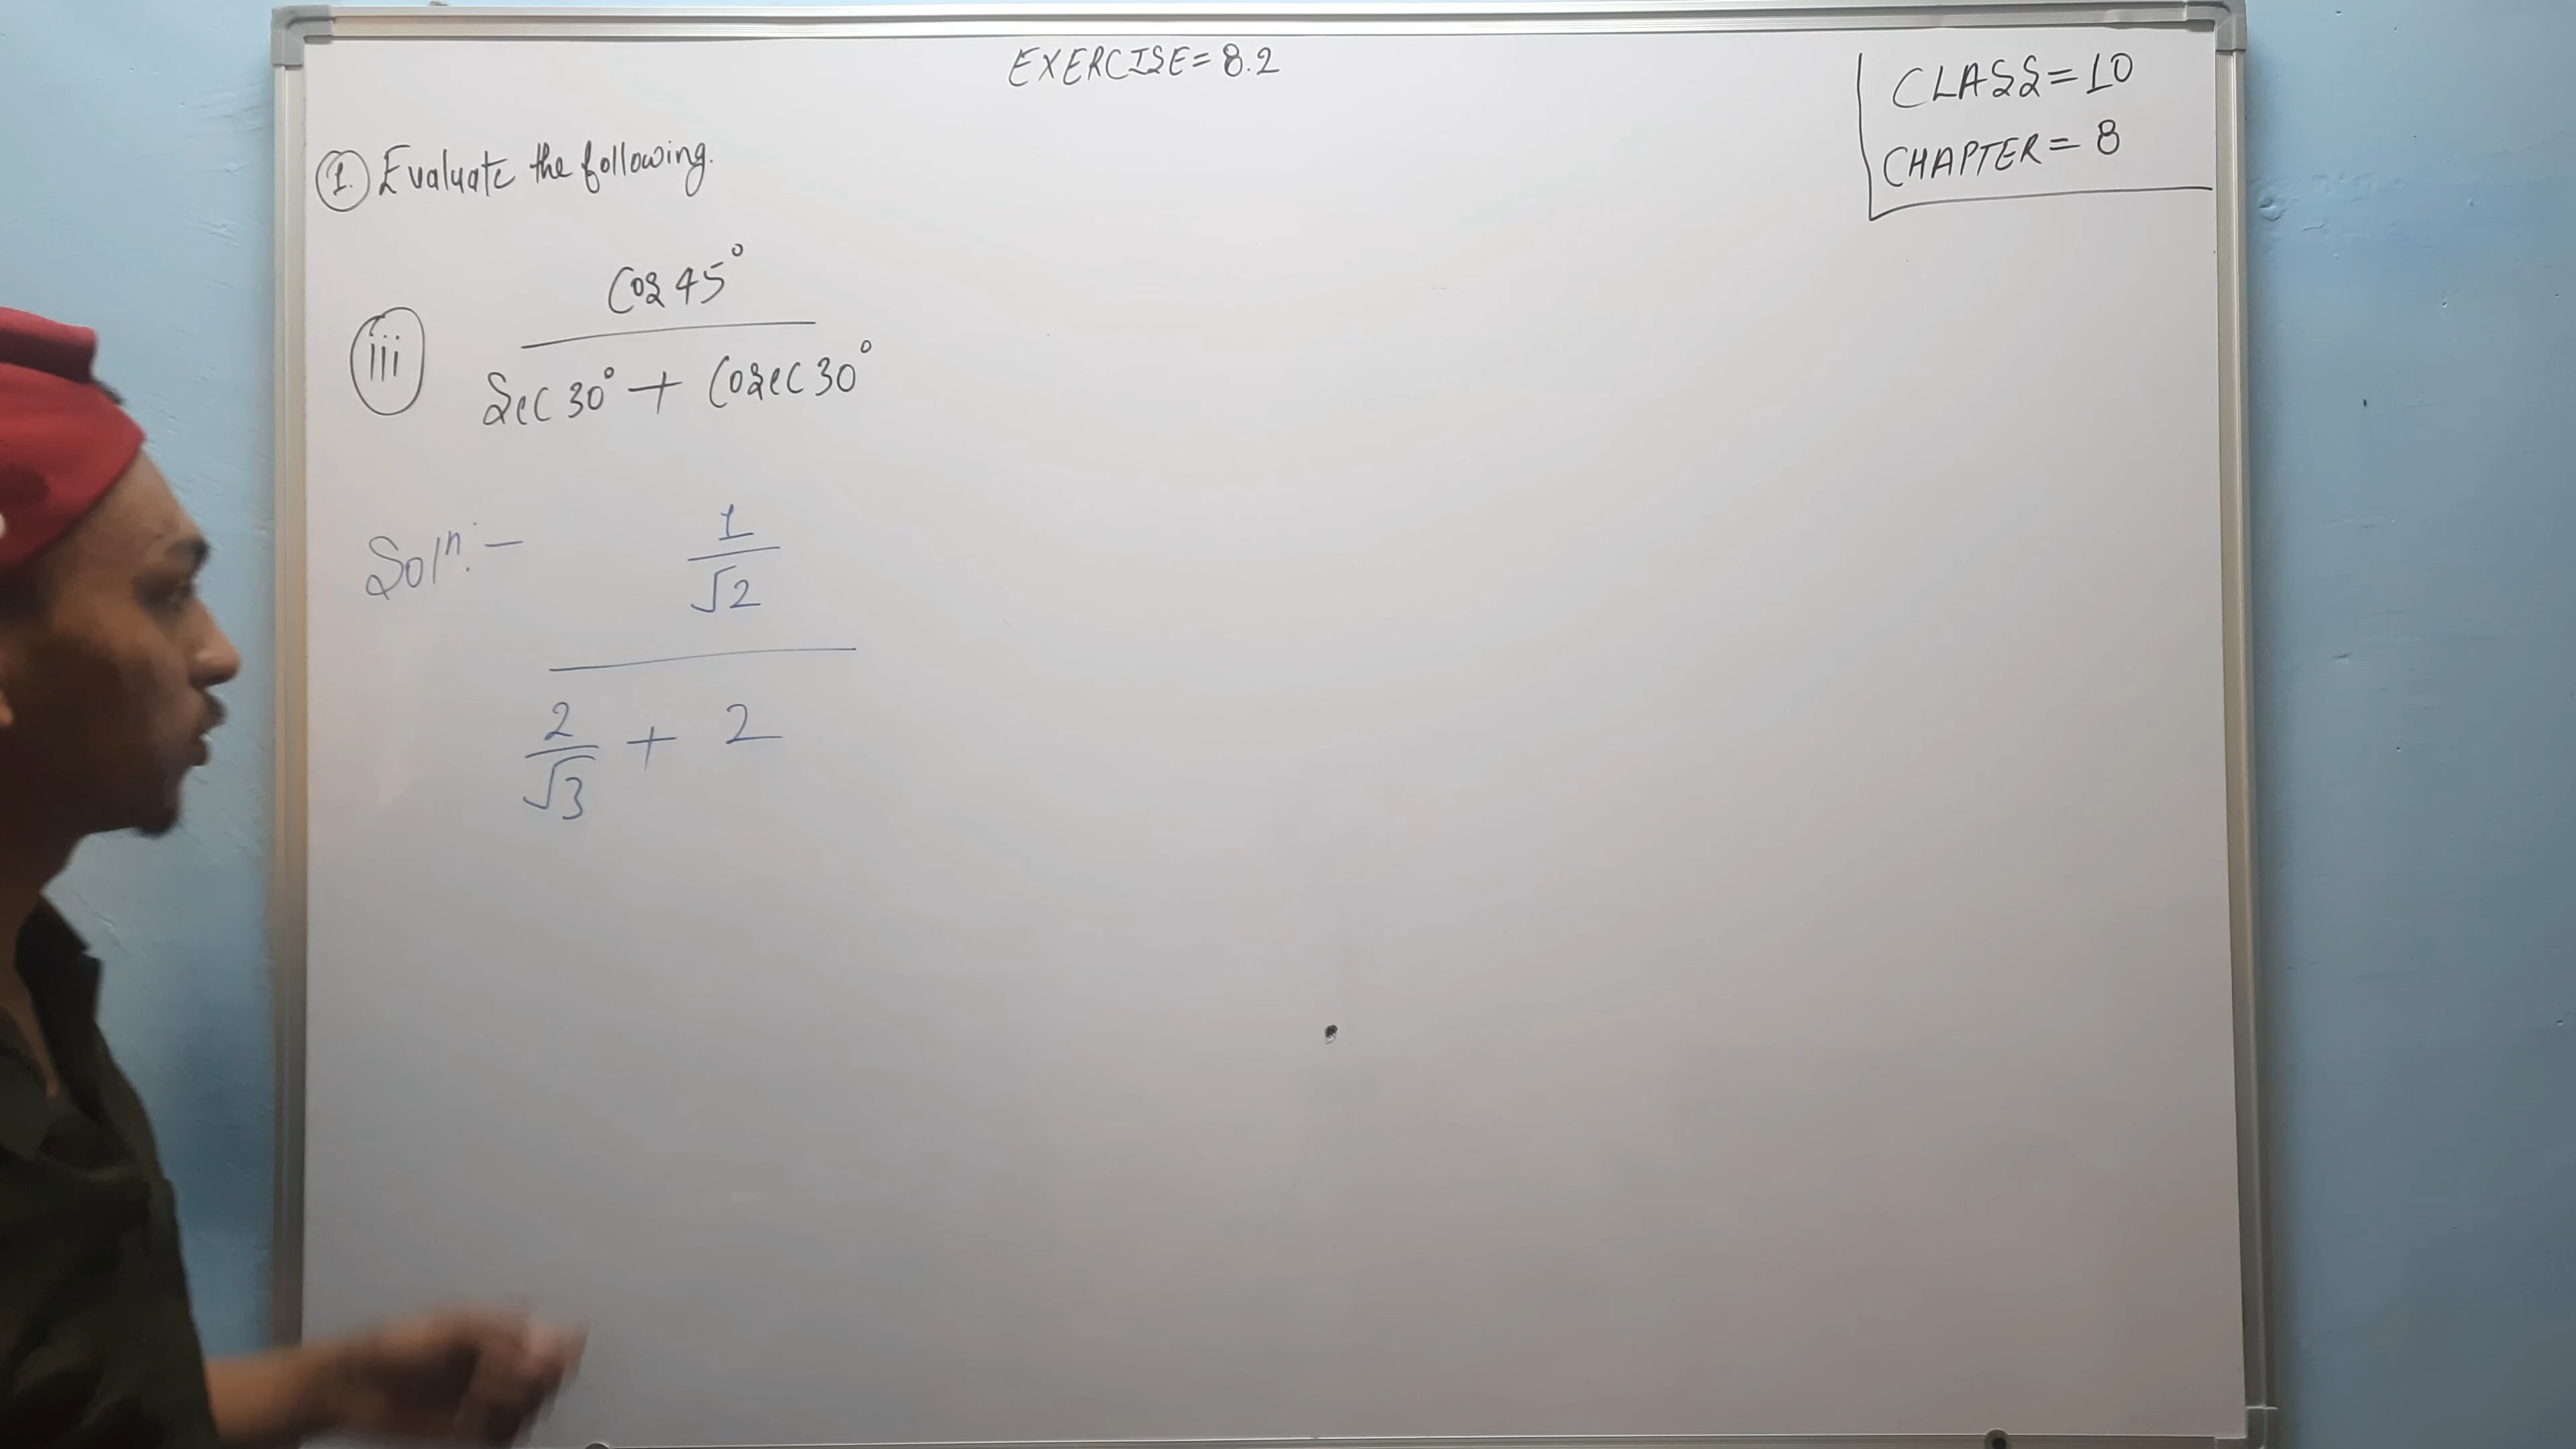 EXERCISE=8.2
CLASS=10
CHAPTER=8
1. Evaluate the following.
iii
Cos 45°
Sec 30° + Cosec 30°
Solⁿ:-
1
√2
2 + 2
√3